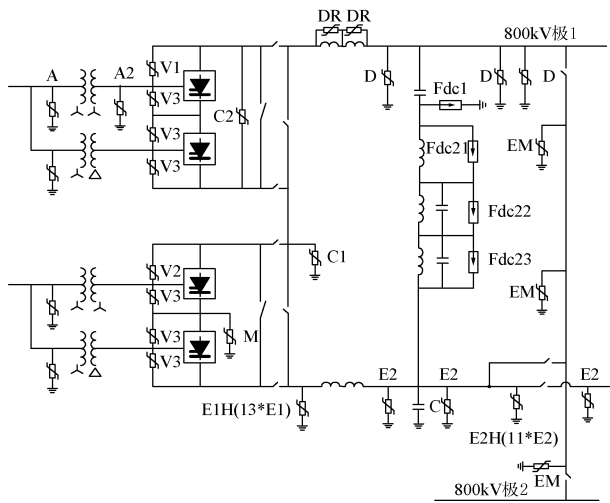 DR DR
800kV极1
A
A2
V1
V3
V3
V3
C2
D
D
D
Fdc1
Fdc21
Fdc22
Fdc23
EM
EM
V2
V3
V3
V3
M
C1
E1H(13*E1)
E2
C
E2
E2
E2H(11*E2)
EM
800kV极2